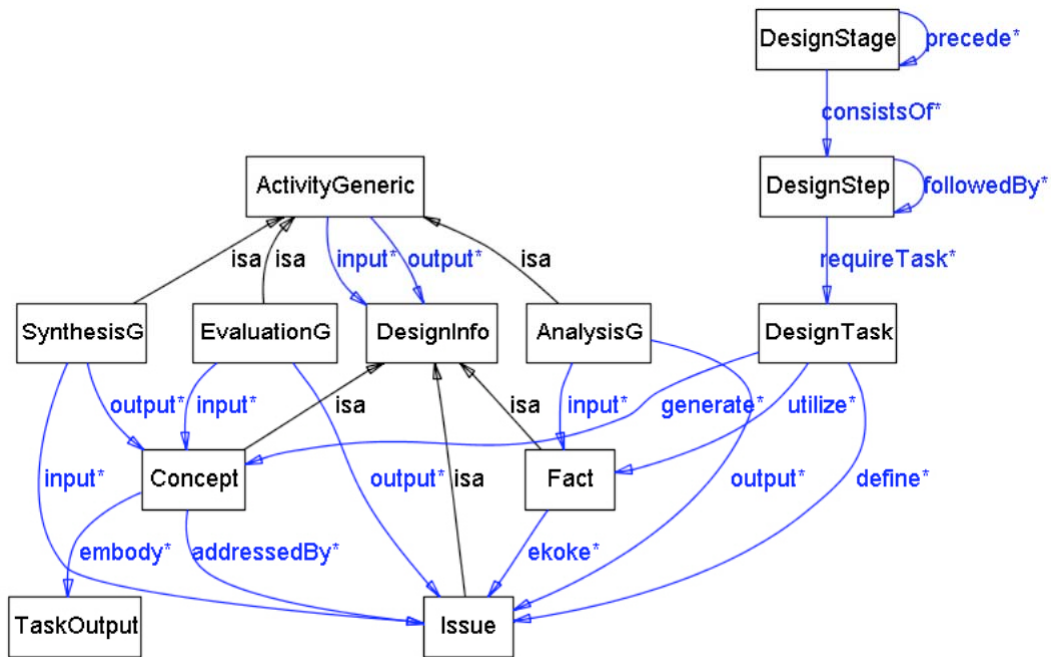 DesignStage
precede*
consistsOf*
ActivityGeneric
DesignStep
followedBy*
isa
isa
input*
output*
isa
requireTask*
SynthesisG
EvaluationG
DesignInfo
AnalysisG
DesignTask
output*
input*
isa
isa
input*
generate*
utilize*
input*
Concept
output*
isa
Fact
output*
define*
embody*
addressedBy*
ekoke*
TaskOutput
Issue